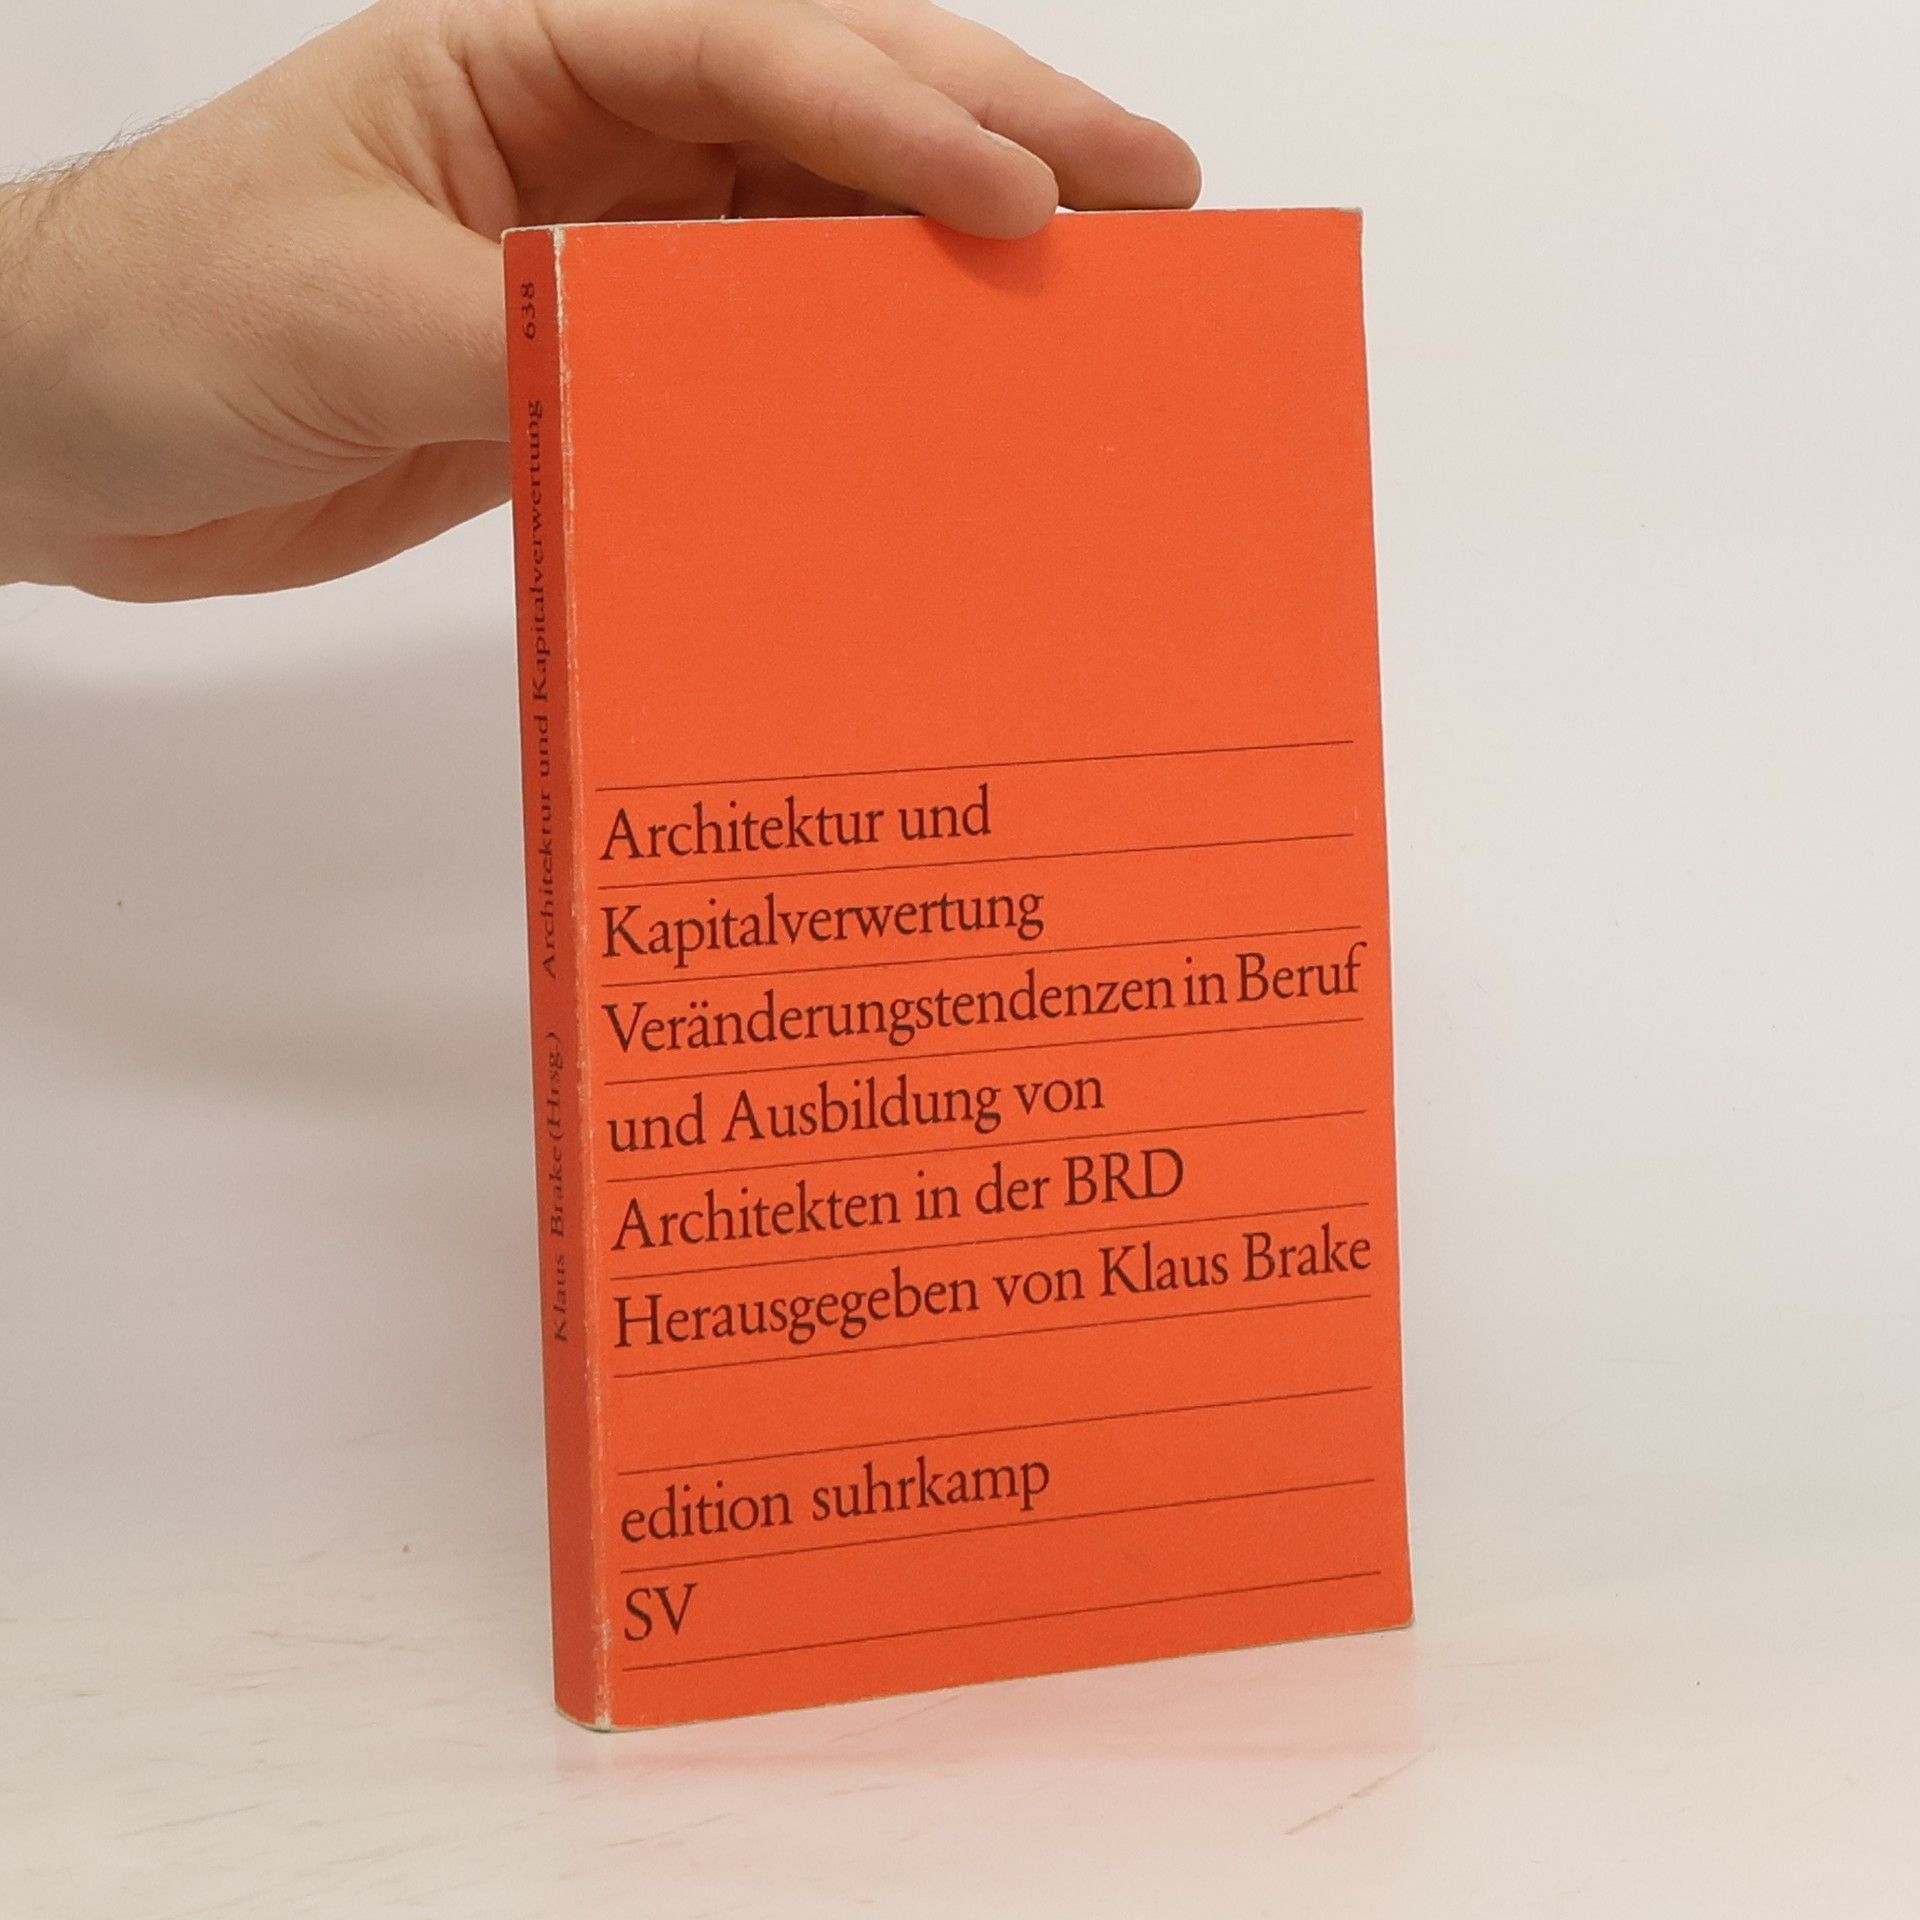 Klaus Brake (Hrsg.) Architektur und Kapitalverwertung 638
Architektur und
Kapitalverwertung
Veränderungstendenzen in Beruf
und Ausbildung von
Architekten in der BRD
Herausgegeben von Klaus Brake
edition suhrkamp
SV